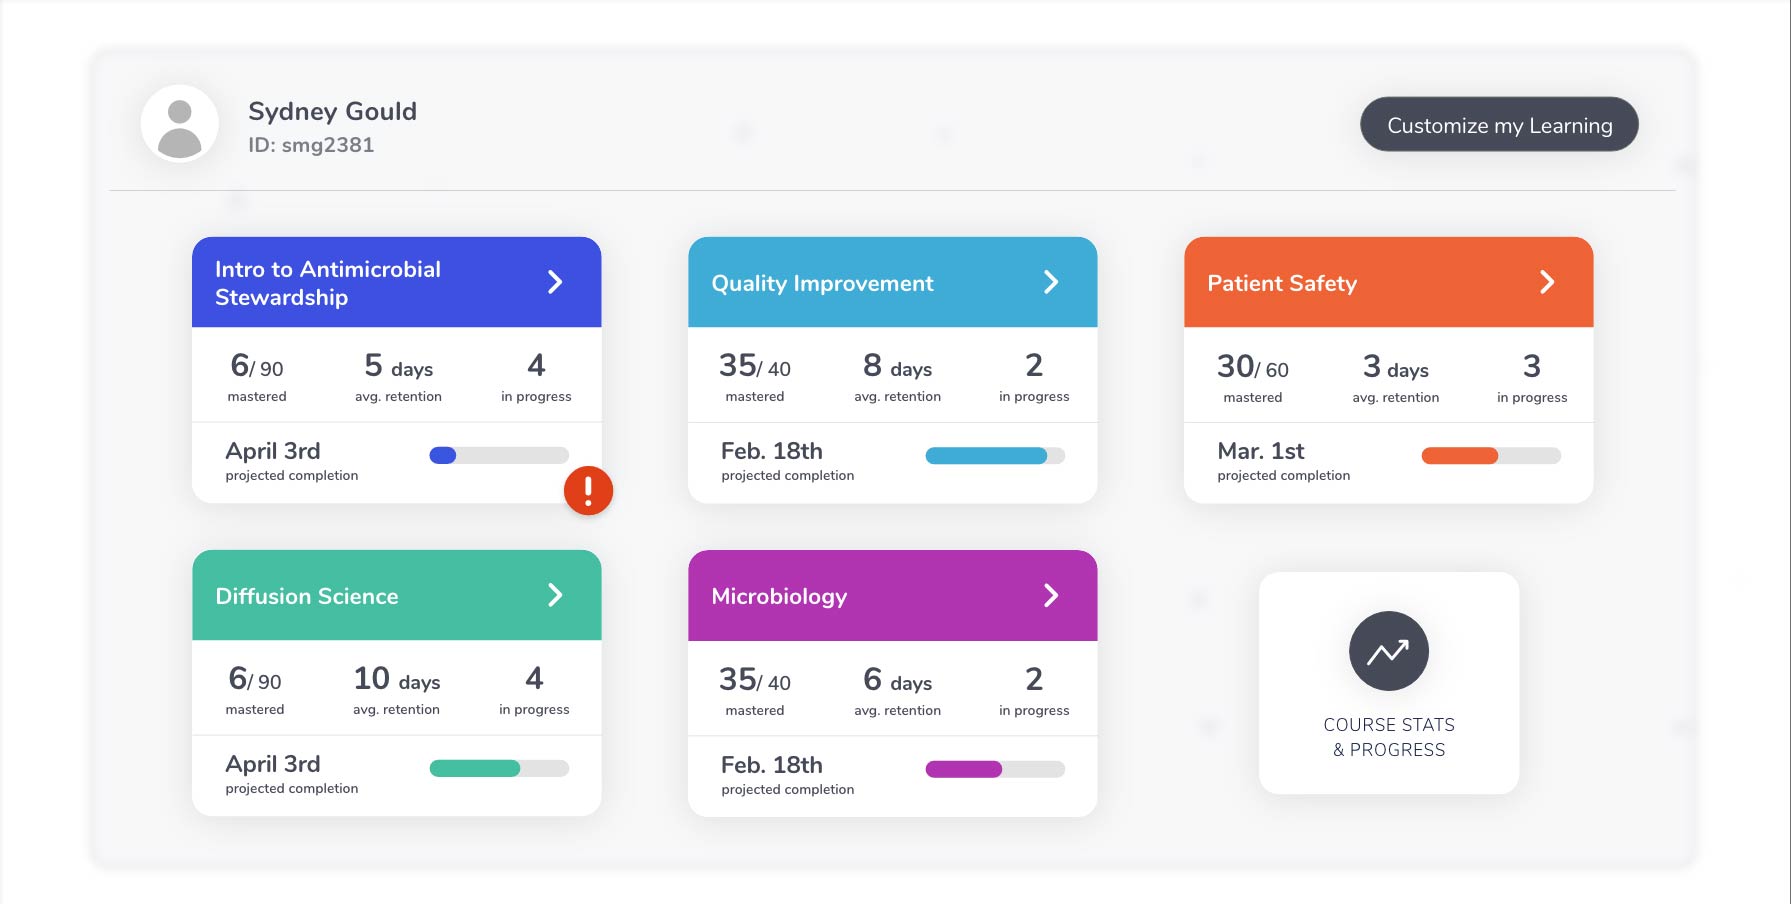 Sydney Gould
ID: smg2381
Customize my Learning
Intro to Antimicrobial
Stewardship
6/ 90
mastered
5 days
avg. retention
4
in progress
April 3rd
projected completion
!
Quality Improvement
35/ 40
mastered
8 days
avg. retention
2
in progress
Feb. 18th
projected completion
Patient Safety
30/ 60
mastered
3 days
avg. retention
3
in progress
Mar. 1st
projected completion
Diffusion Science
6/ 90
mastered
10 days
avg. retention
4
in progress
April 3rd
projected completion
Microbiology
35/ 40
mastered
6 days
avg. retention
2
in progress
Feb. 18th
projected completion
COURSE STATS
& PROGRESS